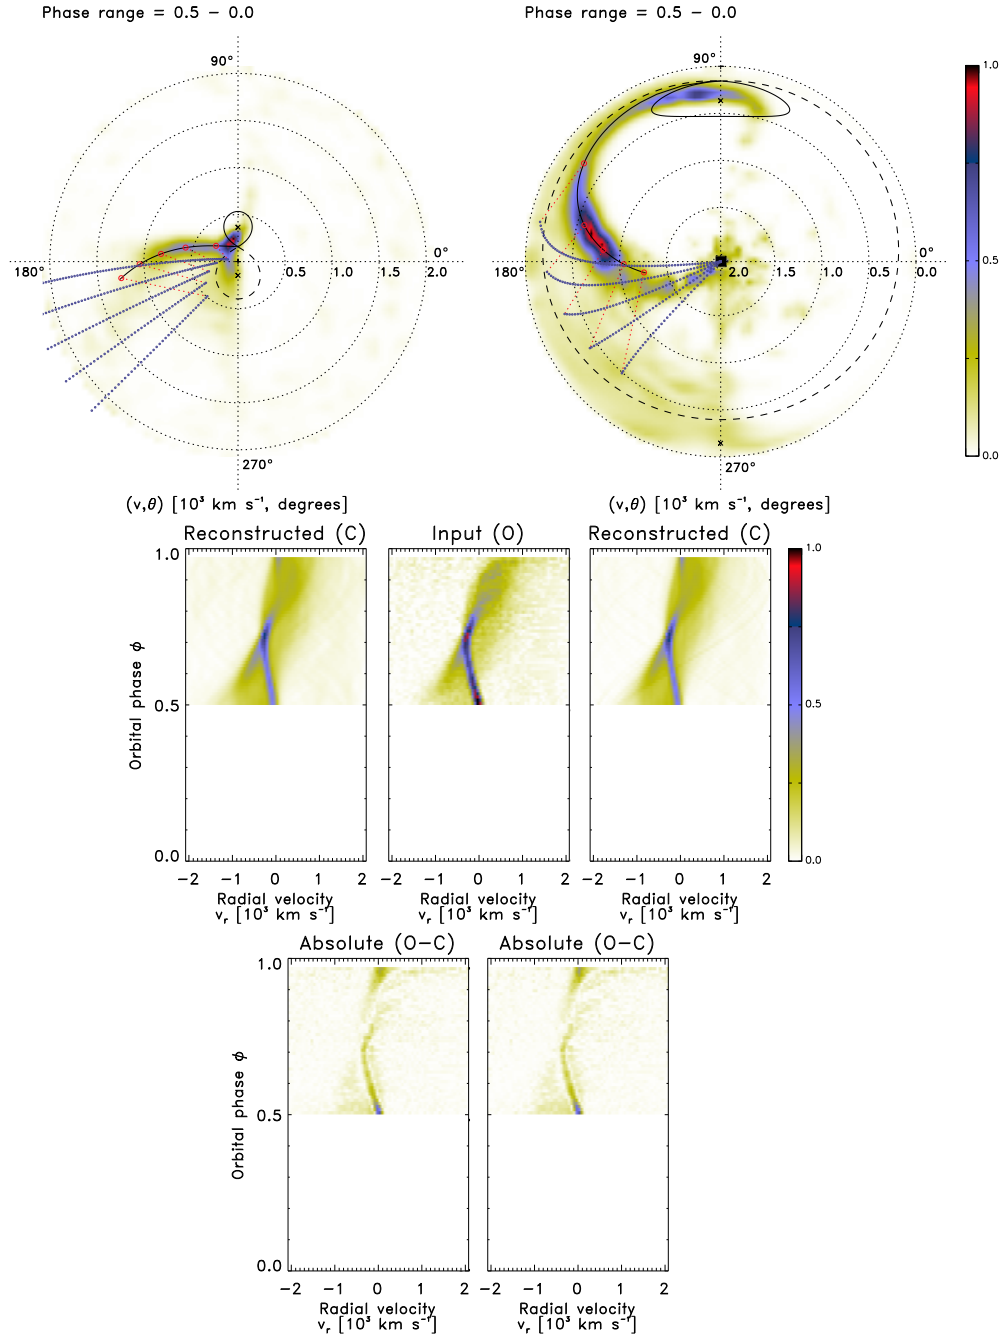 Phase range = 0.5 - 0.0
Phase range = 0.5 - 0.0
90°
90°
1.0
180°
0.5
1.0
1.5
2.0
0°
180°
2.0
1.5
1.0
0.5
0.0
0°
0.5
270°
270°
0.0
(v,θ) [10³ km s⁻¹, degrees]
(v,θ) [10³ km s⁻¹, degrees]
Reconstructed (C)
Input (O)
Reconstructed (C)
1.0
0.5
0.0
Orbital phase ϕ
1.0
0.5
0.0
−2 −1 0 1 2
−2 −1 0 1 2
−2 −1 0 1 2
Radial velocity
vᵣ [10³ km s⁻¹]
Radial velocity
vᵣ [10³ km s⁻¹]
Radial velocity
vᵣ [10³ km s⁻¹]
Absolute (O−C)
Absolute (O−C)
1.0
0.5
0.0
Orbital phase ϕ
−2 −1 0 1 2
−2 −1 0 1 2
Radial velocity
vᵣ [10³ km s⁻¹]
Radial velocity
vᵣ [10³ km s⁻¹]